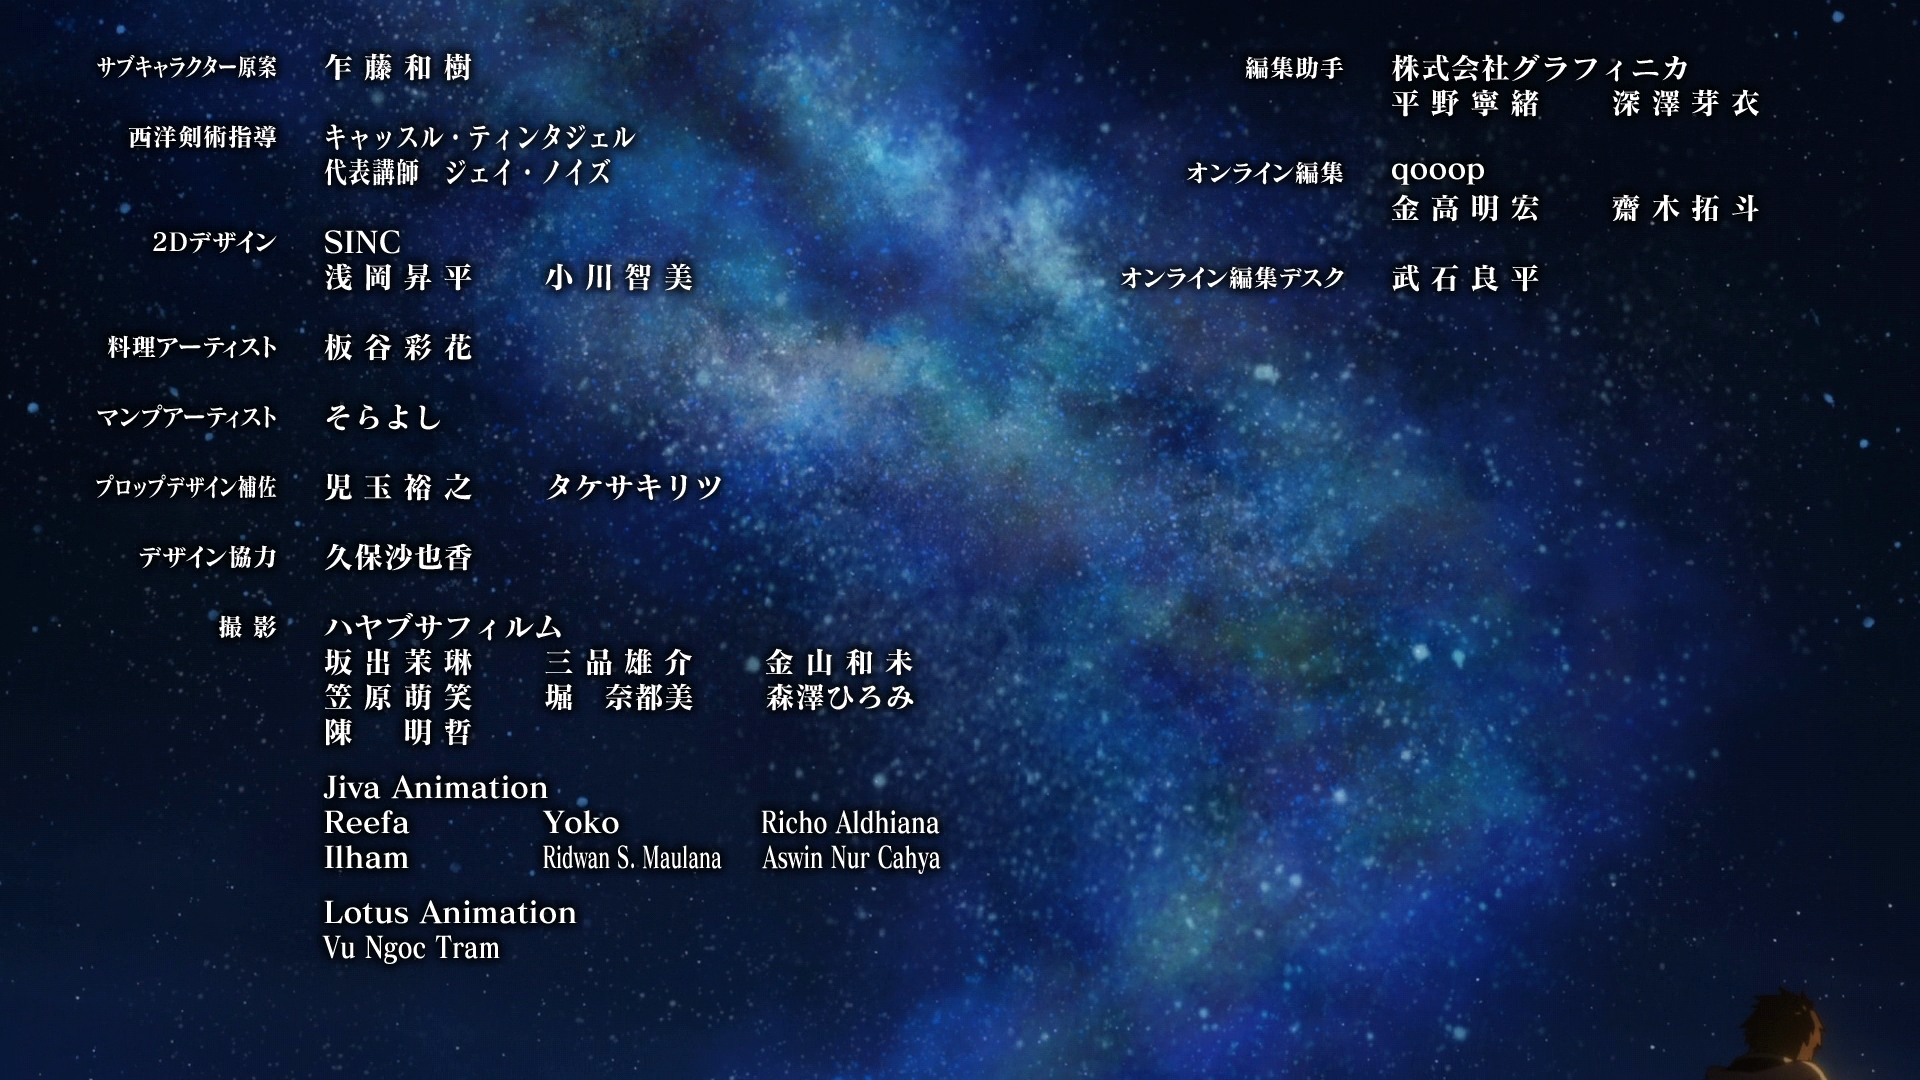 サブキャラクター原案　乍藤和樹
西洋剣術指導　キャッスル・ティンタジェル
代表講師　ジェイ・ノイズ
2Dデザイン　SINC
浅岡昇平　小川智美
料理アーティスト　板谷彩花
マンプアーティスト　そらよし
プロップデザイン補佐　児玉裕之　タケサキリツ
デザイン協力　久保沙也香
撮影　ハヤブサフィルム
坂出茉琳　三品雄介　金山和未
笠原萌笑　堀　奈都美　森澤ひろみ
陳　明哲
Jiva Animation
Reefa　Yoko　Richo Aldhiana
Ilham　Ridwan S. Maulana　Aswin Nur Cahya
Lotus Animation
Vu Ngoc Tram
編集助手　株式会社グラフィニカ
平野寧緒　深澤芽衣
オンライン編集　qooop
金高明宏　齋木拓斗
オンライン編集デスク　武石良平